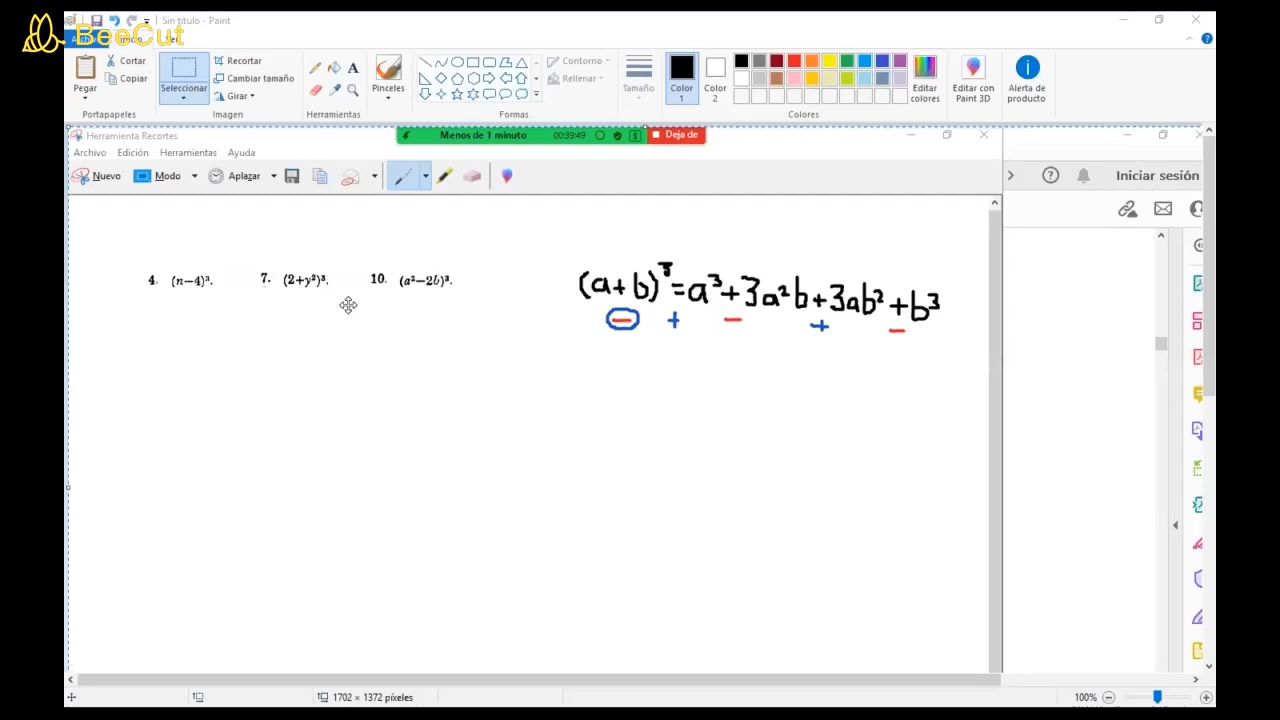 Sin título - Paint
BeeCut
Cortar
Copiar
Pegar
Portapapeles
Seleccionar
Recortar
Cambiar tamaño
Girar
Imagen
A
Herramientas
Pinceles
Contorno
Rellenar
Formas
Tamaño
Color 1
Color 2
Editar colores
Colores
Editar con Paint 3D
Alerta de producto
Herramienta Recortes
Menos de 1 minuto 00:39:49 Deja de
Archivo Edición Herramientas Ayuda
Nuevo Modo Aplazar
Iniciar sesión
4. (n−4)³. 7. (2+y²)³. 10. (a²−2b)³.
(a+b)³=a³+3a²b+3ab²+b³
− + − + −
1702 × 1372 píxeles 100%